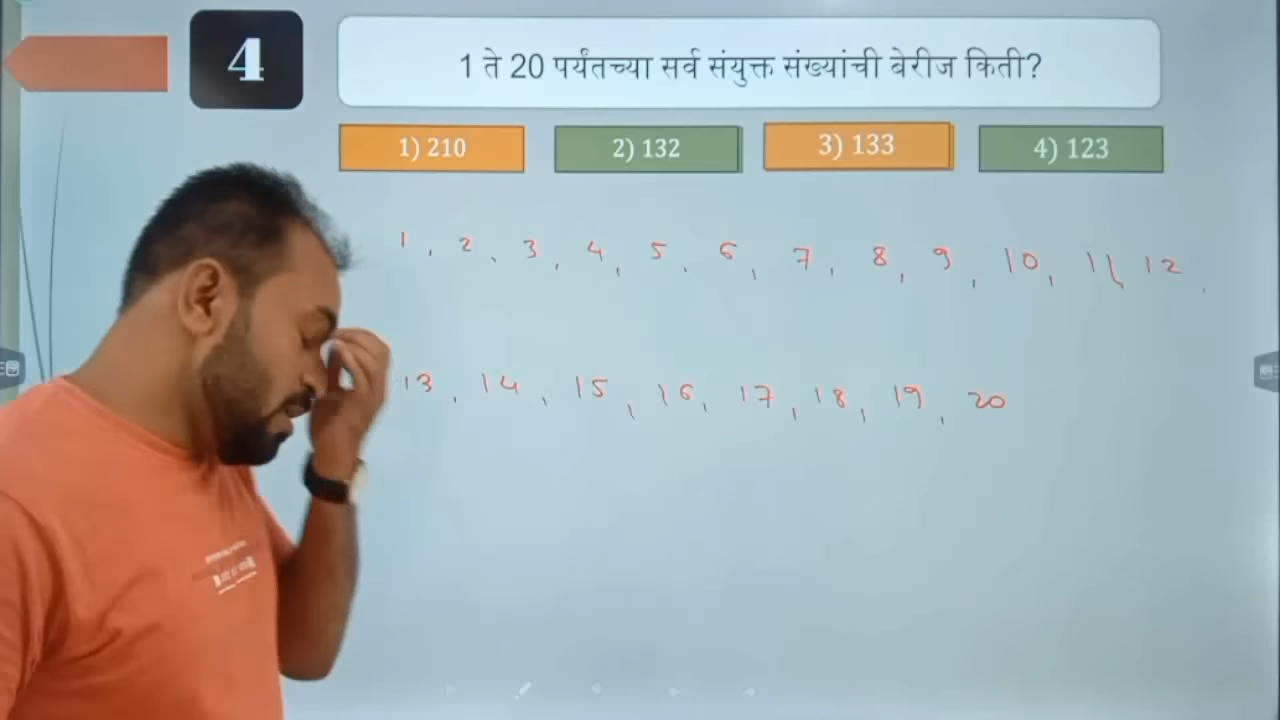 4
1 ते 20 पर्यंतच्या सर्व संयुक्त संख्यांची बेरीज किती?
1) 210 2) 132 3) 133 4) 123
1, 2, 3, 4, 5, 6, 7, 8, 9, 10, 11, 12,
13, 14, 15, 16, 17, 18, 19, 20